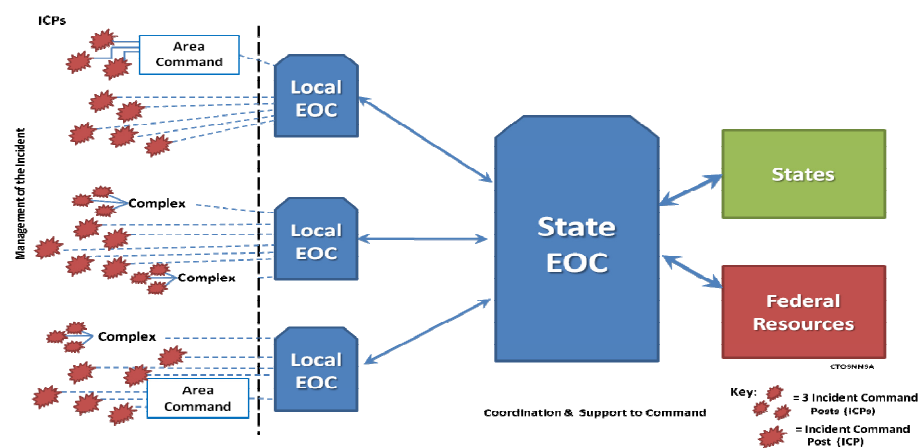 ICPs
Area
Command
Local
EOC
Management of the Incident
Complex
Local
EOC
Complex
Complex
Local
EOC
Area
Command
State
EOC
States
Federal
Resources
CTOSNNSA
Key:
= 3 Incident Command
Posts (ICPs)
= Incident Command
Post (ICP)
Coordination & Support to Command